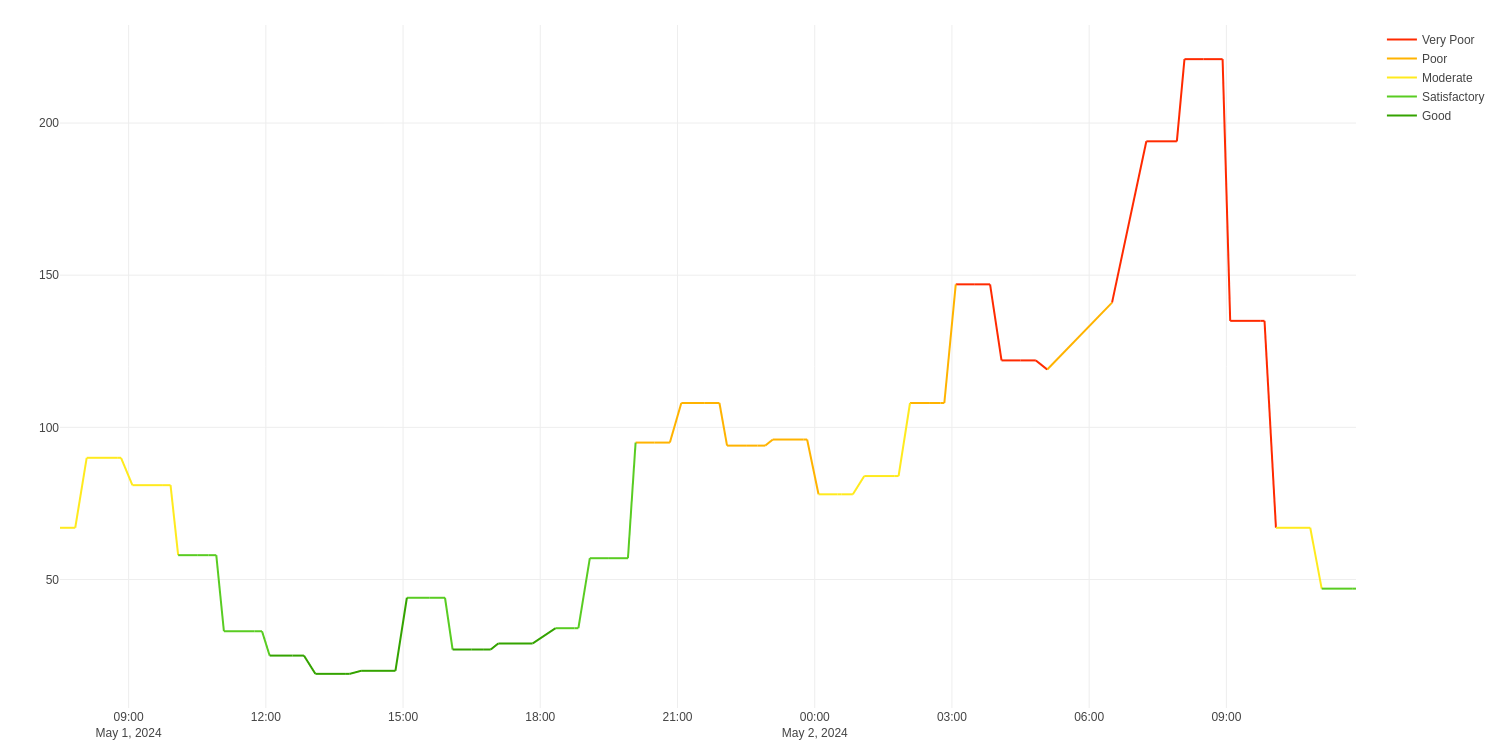 200
150
100
50
09:00
May 1, 2024
12:00
15:00
18:00
21:00
00:00
May 2, 2024
03:00
06:00
09:00
Very Poor
Poor
Moderate
Satisfactory
Good